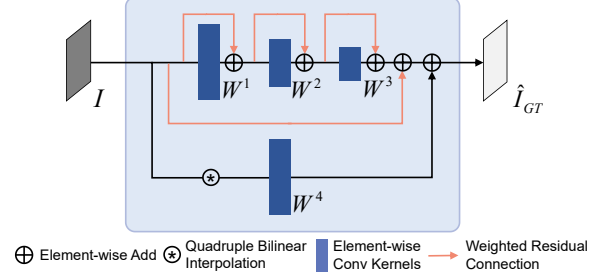 W¹
W²
W³
I
Î_GT
W⁴
Element-wise Add
Quadruple Bilinear
Interpolation
Element-wise
Conv Kernels
Weighted Residual
Connection